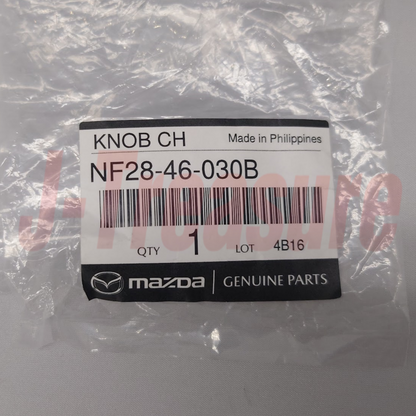 KNOB CH Made in Philippines
NF28-46-030B
QTY 1 LOT 4B16
mazda GENUINE PARTS
J-Treasure